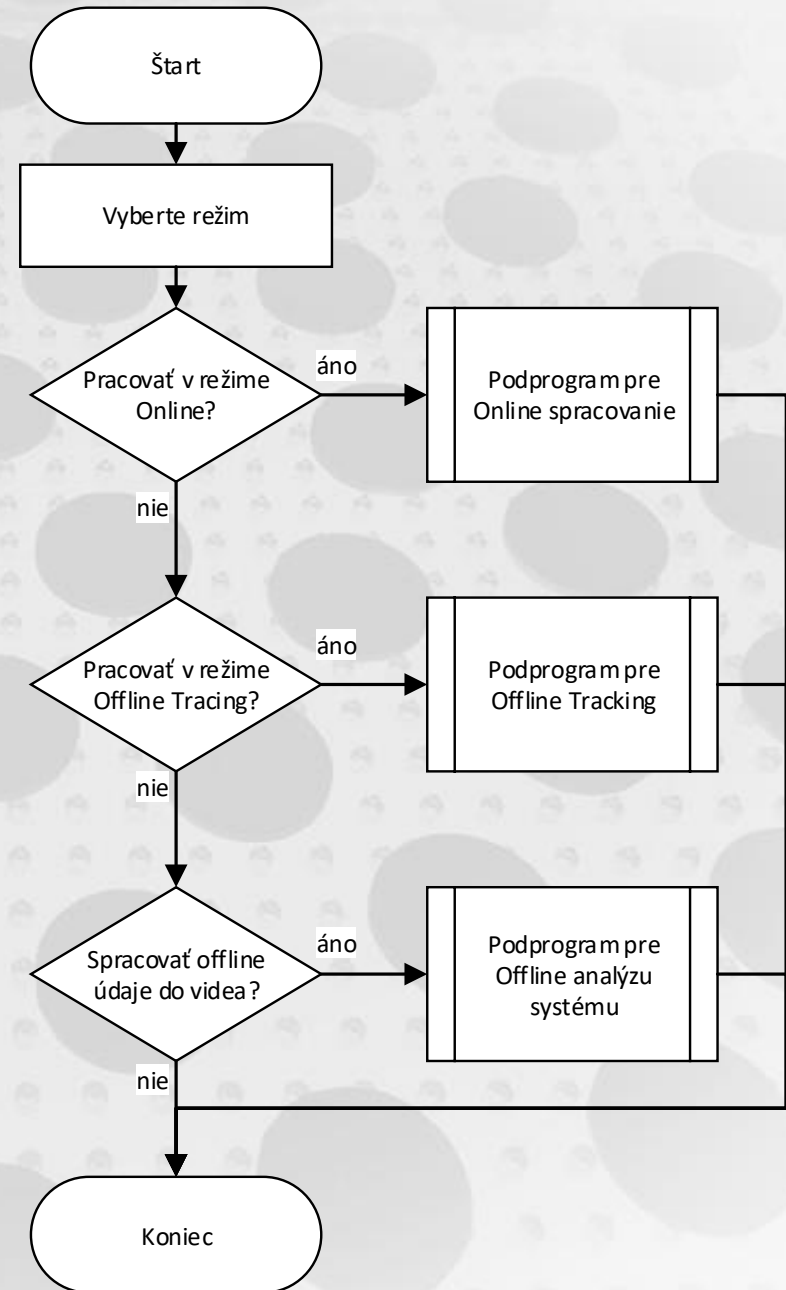 Štart
Vyberte režim
Pracovať v režime
Online?
áno
Podprogram pre
Online spracovanie
nie
Pracovať v režime
Offline Tracing?
áno
Podprogram pre
Offline Tracking
nie
Spracovať offline
údaje do videa?
áno
Podprogram pre
Offline analýzu
systému
nie
Koniec